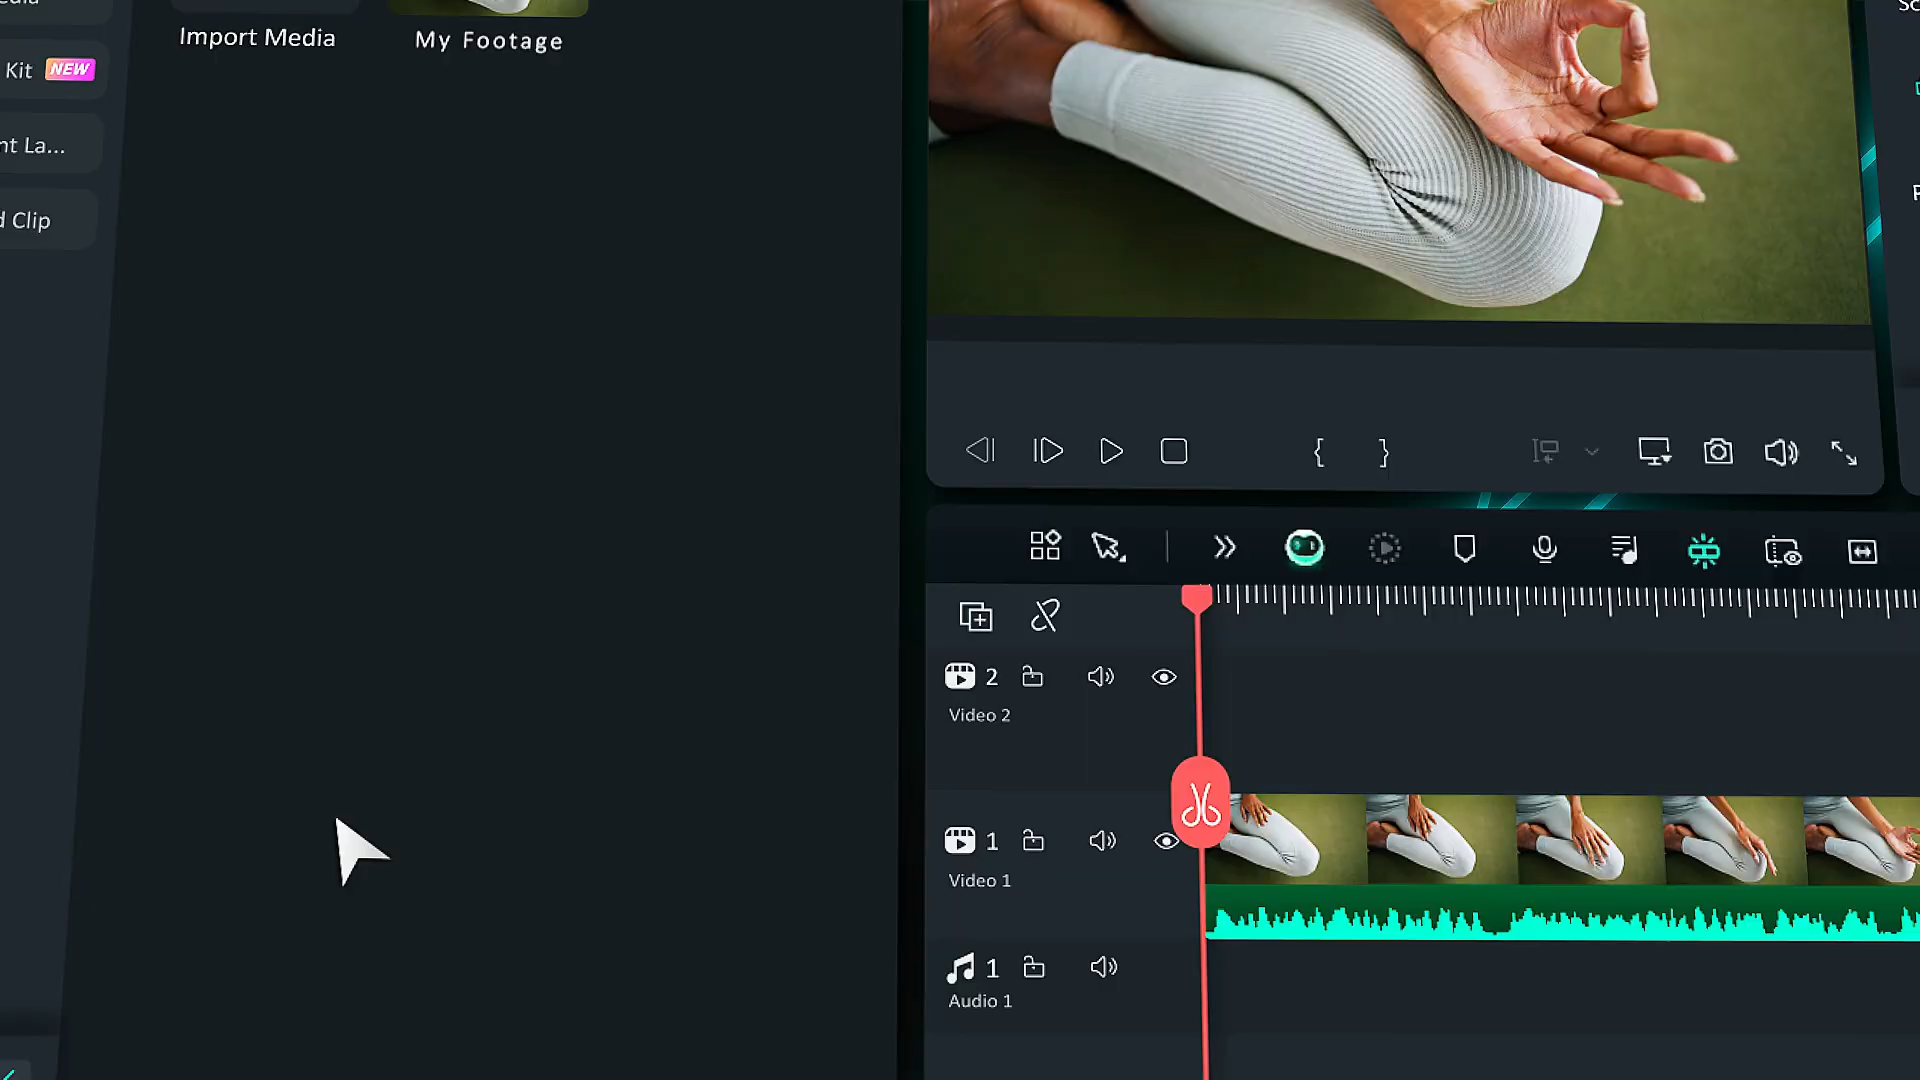 Import Media
My Footage
Kit NEW
nt La...
d Clip
2
Video 2
1
Video 1
1
Audio 1